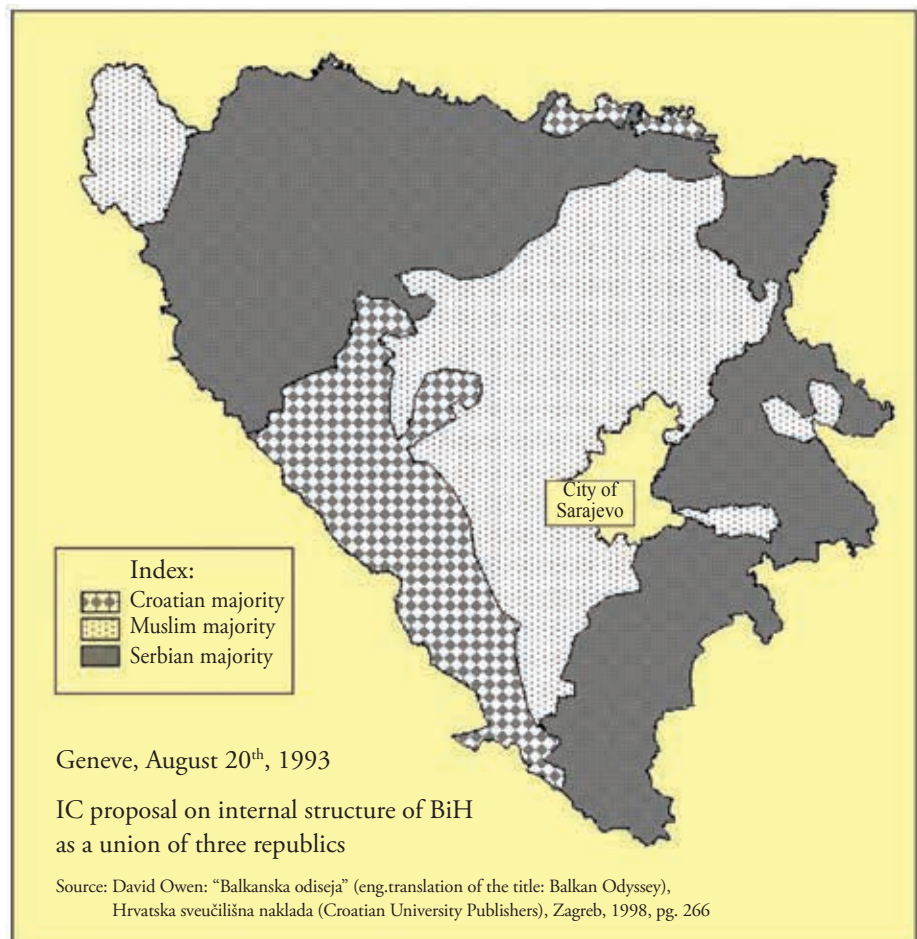 City of
Sarajevo
Index:
Croatian majority
Muslim majority
Serbian majority
Geneve, August 20th, 1993
IC proposal on internal structure of BiH
as a union of three republics
Source: David Owen: “Balkanska odiseja” (eng.translation of the title: Balkan Odyssey),
Hrvatska sveučilišna naklada (Croatian University Publishers), Zagreb, 1998, pg. 266